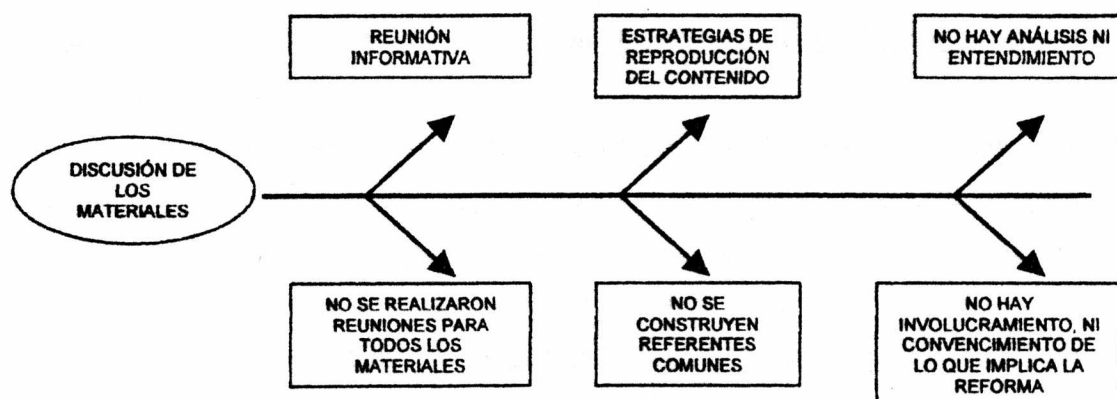 REUNIÓN
INFORMATIVA
ESTRATEGIAS DE
REPRODUCCIÓN
DEL CONTENIDO
NO HAY ANÁLISIS NI
ENTENDIMIENTO
DISCUSIÓN DE
LOS
MATERIALES
NO SE REALIZARON
REUNIONES PARA
TODOS LOS
MATERIALES
NO SE
CONSTRUYEN
REFERENTES
COMUNES
NO HAY
INVOLUCRAMIENTO, NI
CONVENCIMIENTO DE
LO QUE IMPLICA LA
REFORMA